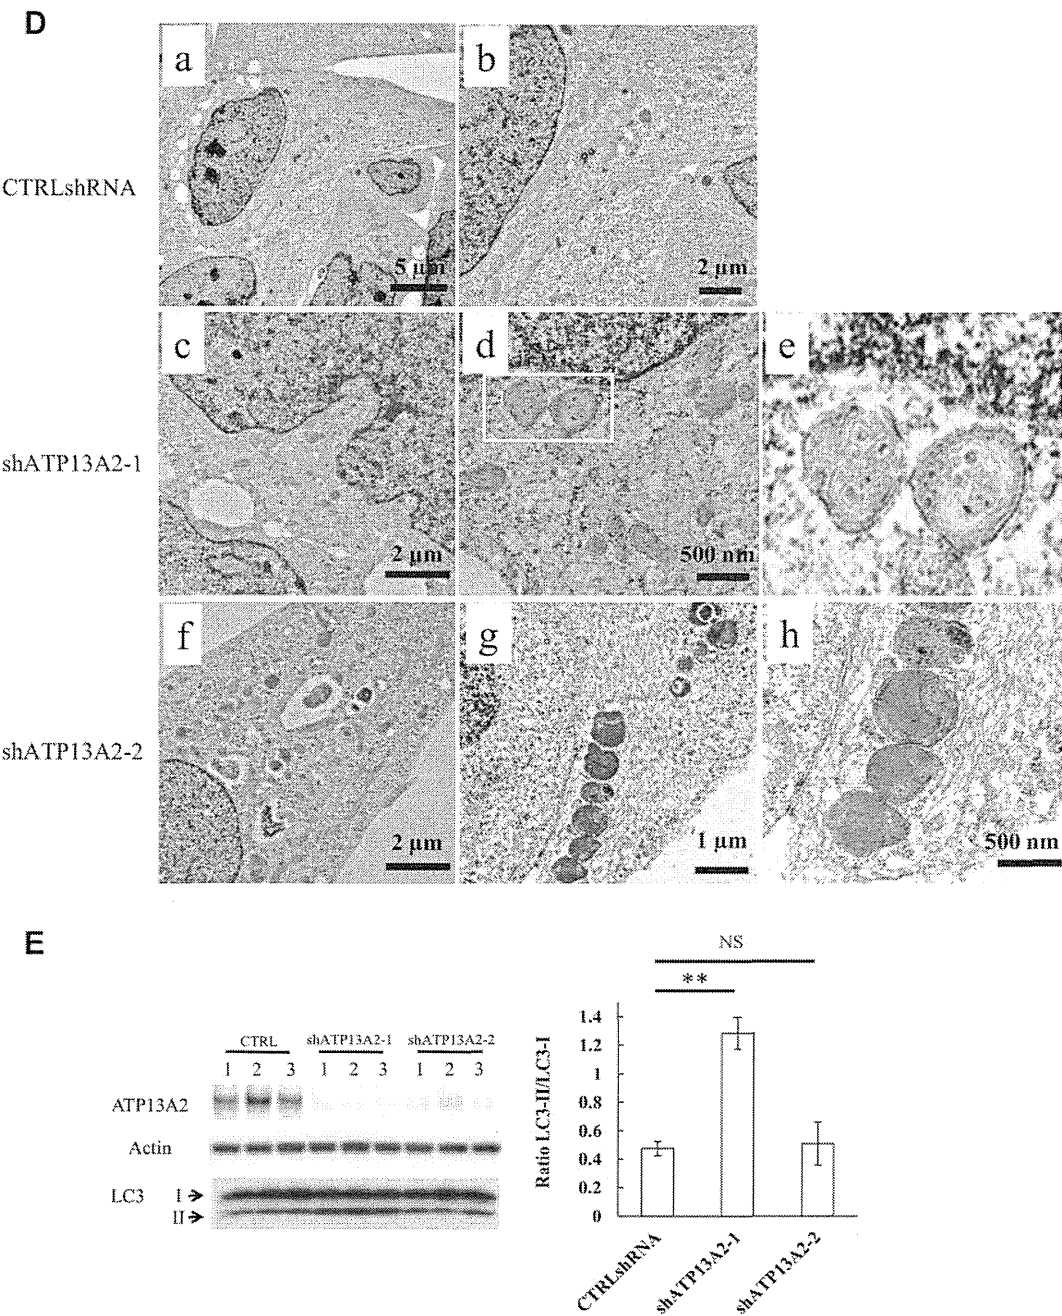 D
a
b
CTRLshRNA
5 µm
2 µm
c
d
e
shATP13A2-1
2 µm
500 nm
f
g
h
shATP13A2-2
2 µm
1 µm
500 nm
E
NS
**
CTRL shATP13A2-1 shATP13A2-2
1 2 3 1 2 3 1 2 3
ATP13A2
Actin
LC3 I →
II →
Ratio LC3-II/LC3-I
1.4
1.2
1
0.8
0.6
0.4
0.2
0
CTRLshRNA
shATP13A2-1
shATP13A2-2